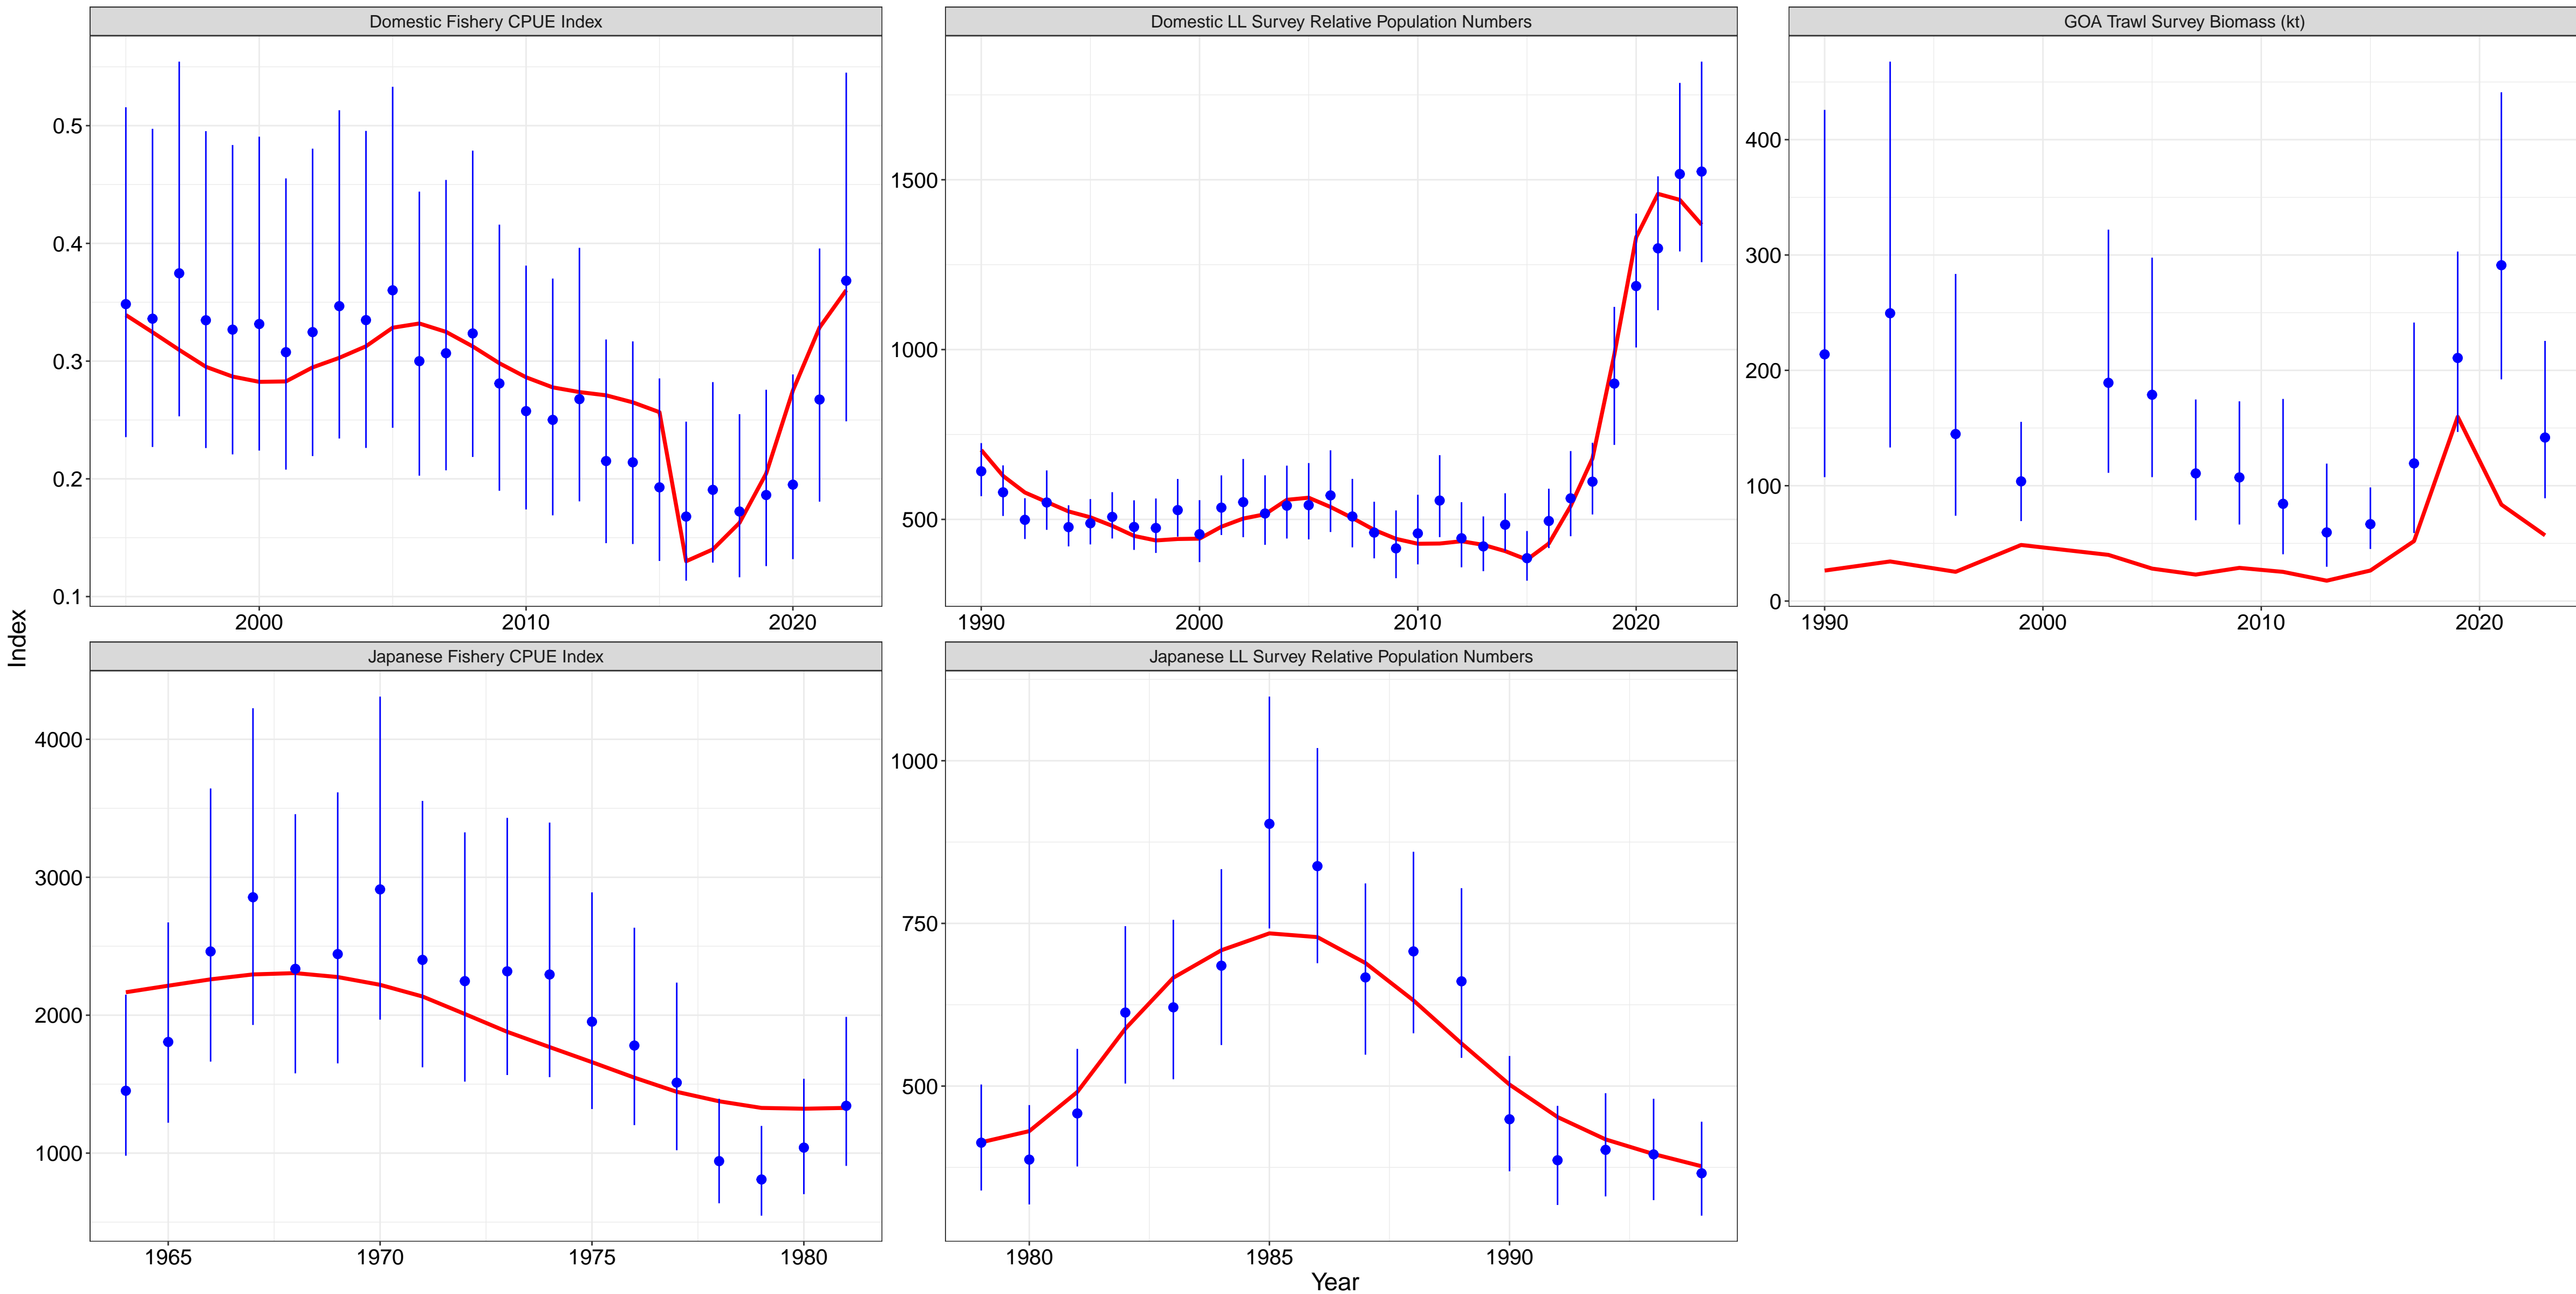 Domestic Fishery CPUE Index
Domestic LL Survey Relative Population Numbers
GOA Trawl Survey Biomass (kt)
0.5
0.4
0.3
0.2
0.1
2000 2010 2020
1500
1000
500
1990 2000 2010 2020
400
300
200
100
0
1990 2000 2010 2020
Index
Japanese Fishery CPUE Index
Japanese LL Survey Relative Population Numbers
4000
3000
2000
1000
1965 1970 1975 1980
1000
750
500
1980 1985 1990
Year